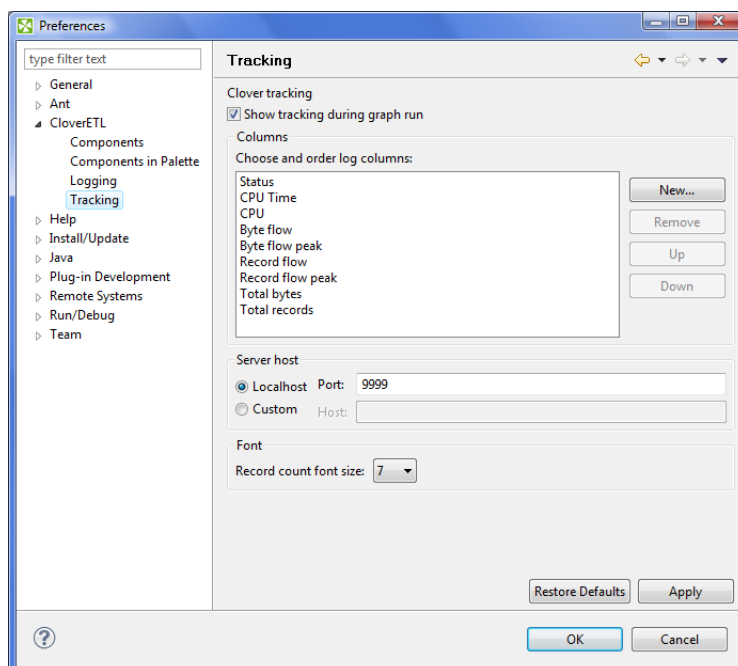 Preferences
type filter text
General
Ant
CloverETL
Components
Components in Palette
Logging
Tracking
Help
Install/Update
Java
Plug-in Development
Remote Systems
Run/Debug
Team
Tracking
Clover tracking
Show tracking during graph run
Columns
Choose and order log columns:
Status
CPU Time
CPU
Byte flow
Byte flow peak
Record flow
Record flow peak
Total bytes
Total records
New...
Remove
Up
Down
Server host
Localhost Port: 9999
Custom Host:
Font
Record count font size: 7
Restore Defaults Apply
? OK Cancel